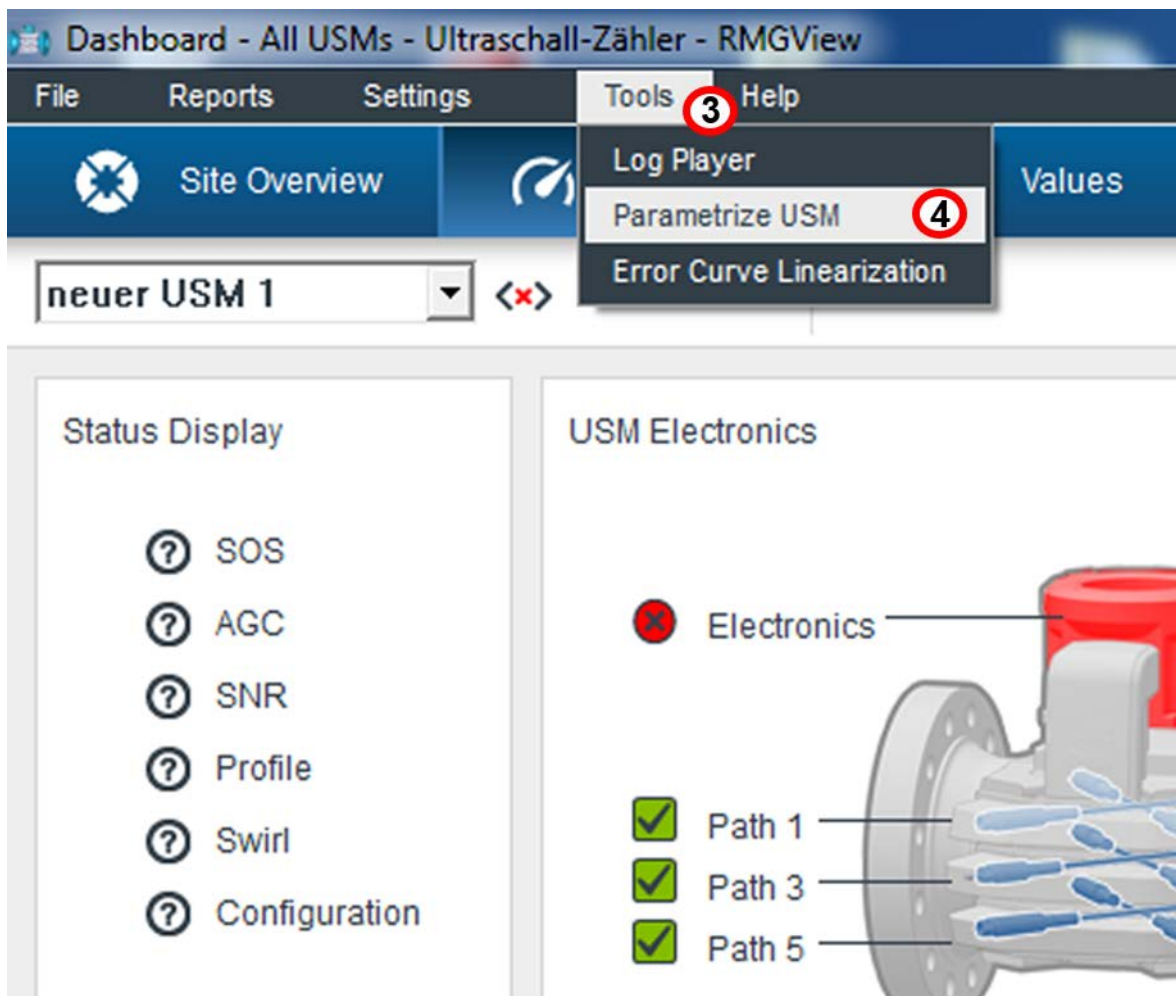 Dashboard - All USMs - Ultraschall-Zähler - RMGView
File Reports Settings Tools 3 Help
Site Overview Values
Log Player
Parametrize USM 4
Error Curve Linearization
neuer USM 1
Status Display
SOS
AGC
SNR
Profile
Swirl
Configuration
USM Electronics
Electronics
Path 1
Path 3
Path 5